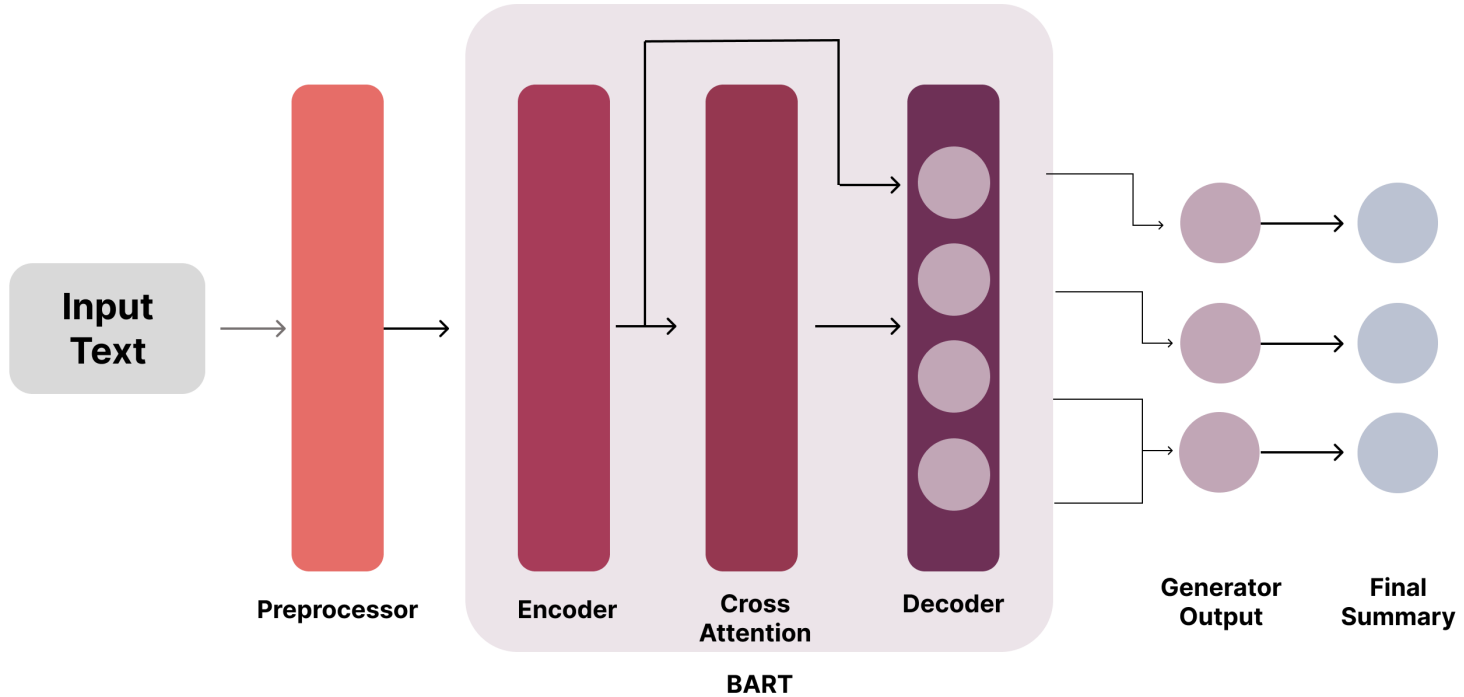 Input
Text
Preprocessor
Encoder
Cross
Attention
Decoder
Generator
Output
Final
Summary
BART